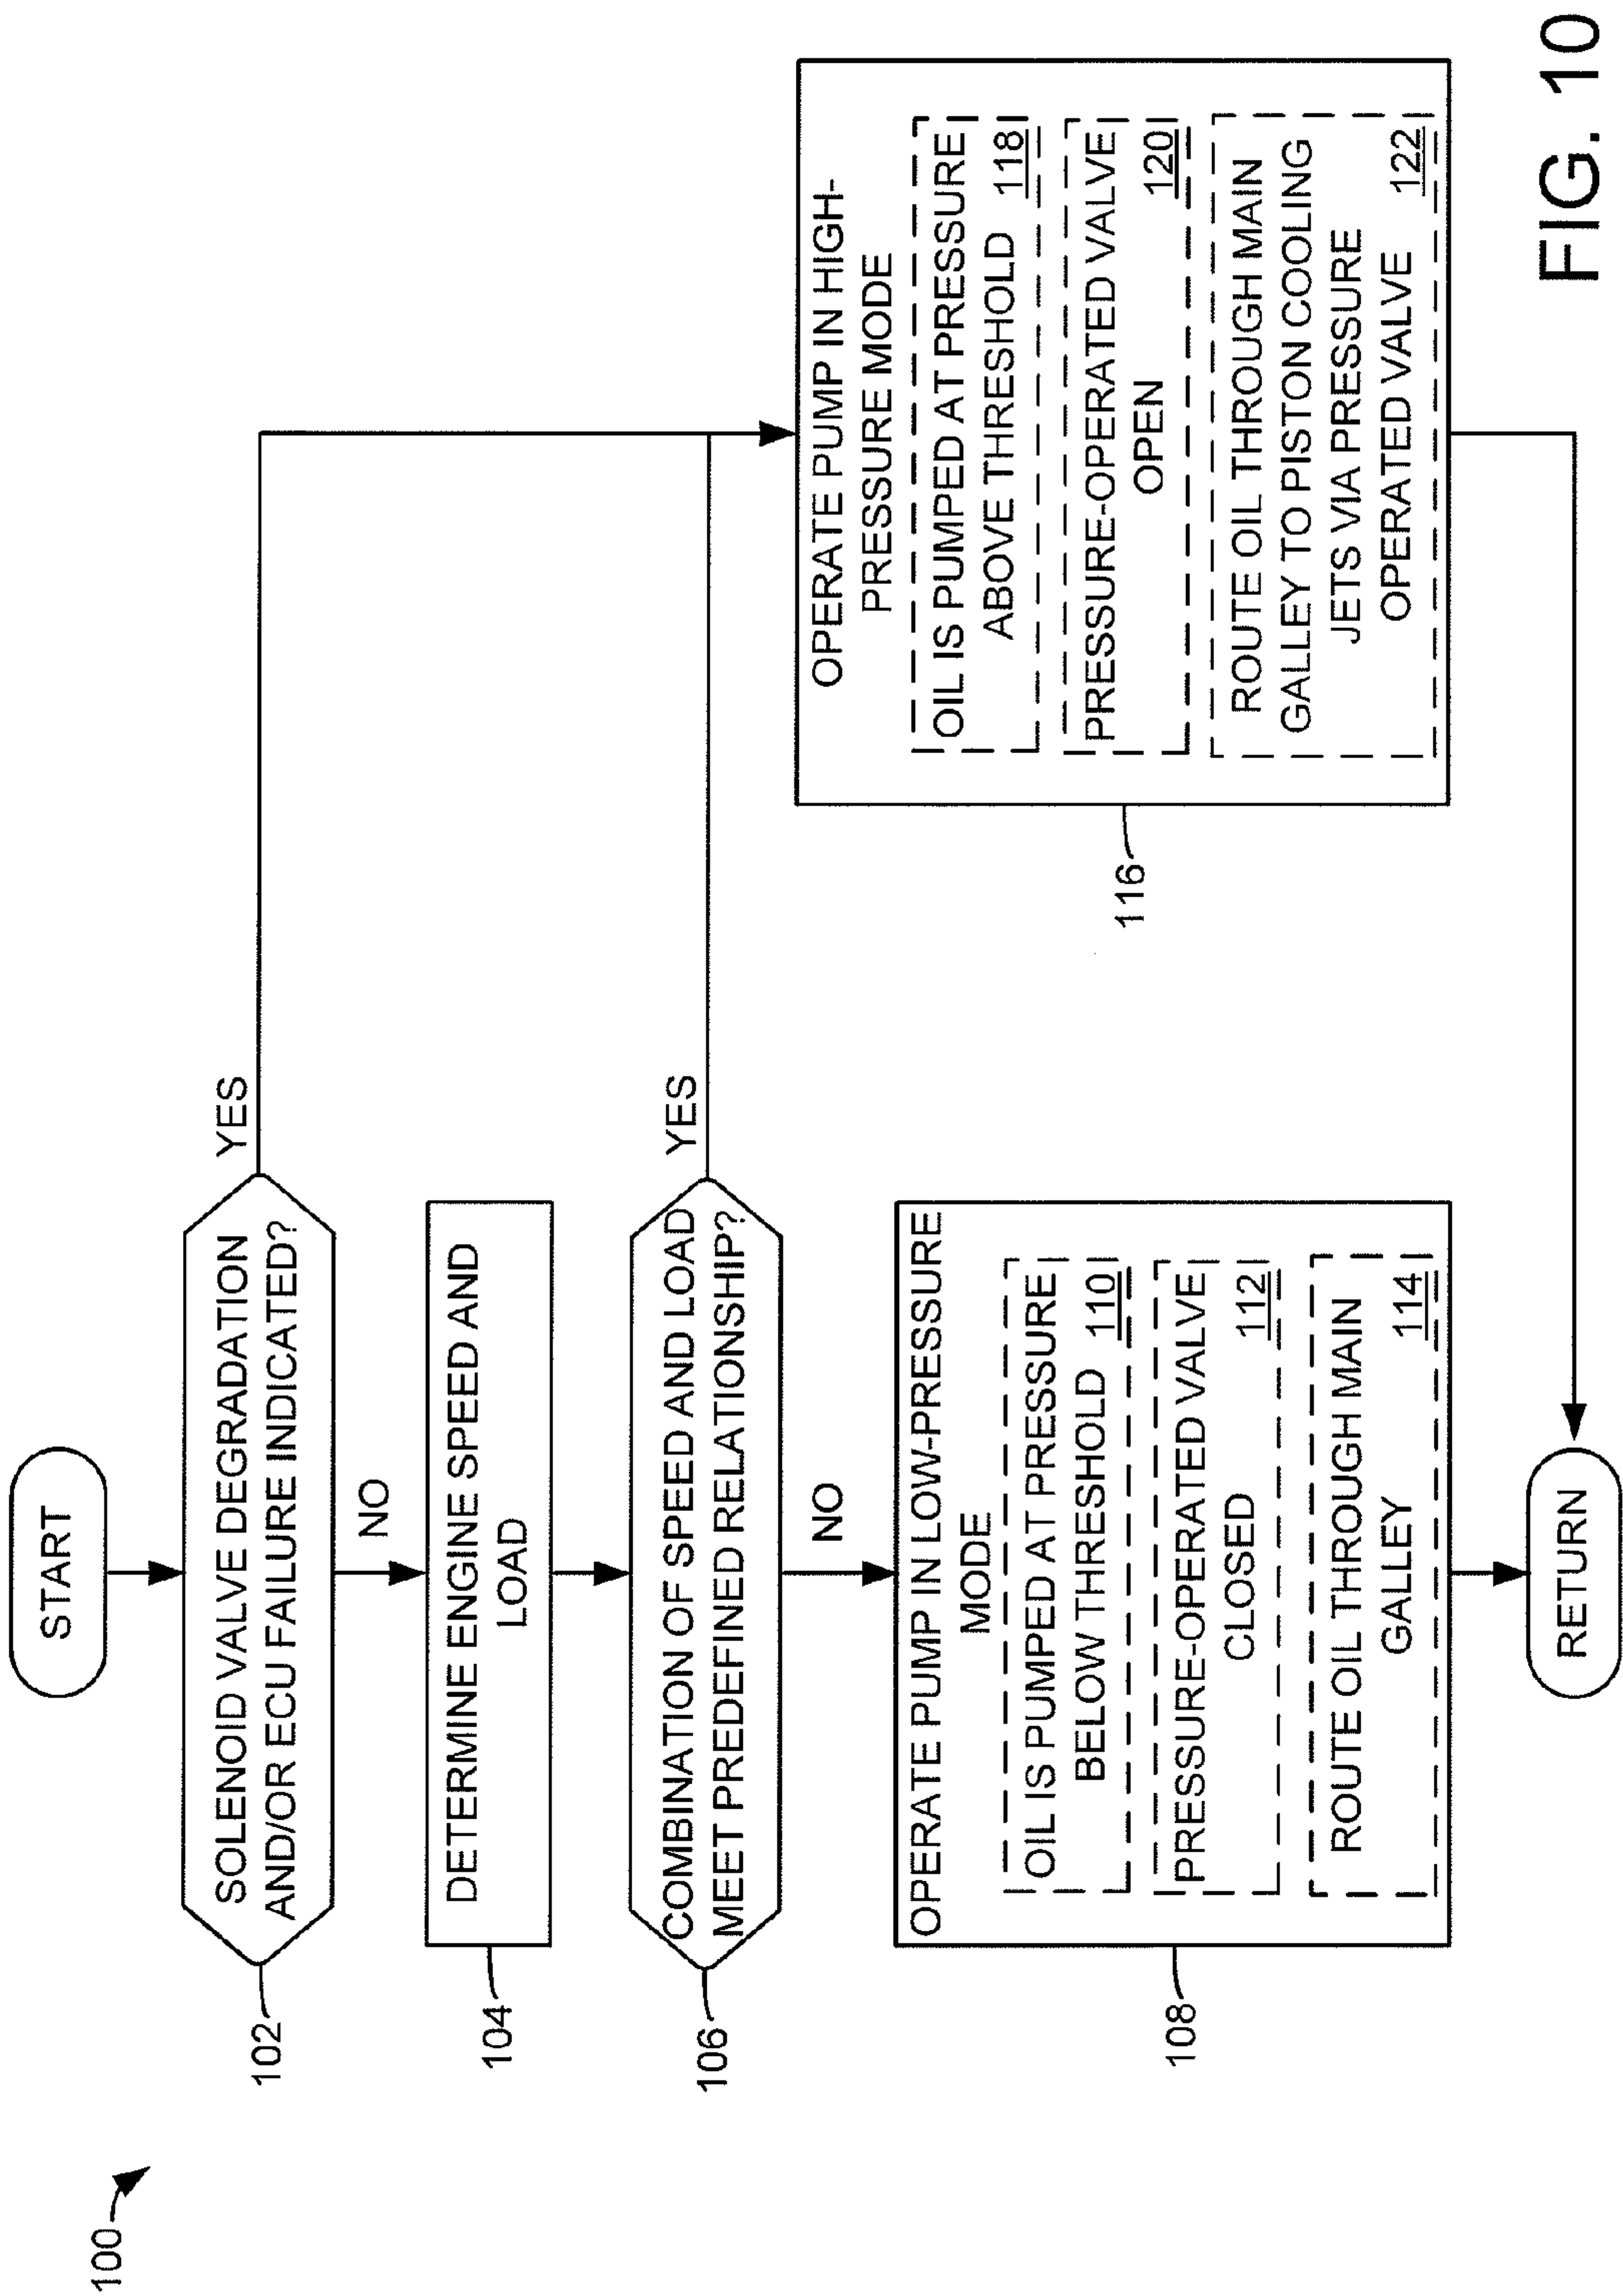 100
START
102
SOLENOID VALVE DEGRADATION
AND/OR ECU FAILURE INDICATED?
YES
NO
104
DETERMINE ENGINE SPEED AND
LOAD
106
COMBINATION OF SPEED AND LOAD
MEET PREDEFINED RELATIONSHIP?
YES
NO
108
OPERATE PUMP IN LOW-PRESSURE
MODE
OIL IS PUMPED AT PRESSURE
BELOW THRESHOLD 110
PRESSURE-OPERATED VALVE
CLOSED 112
ROUTE OIL THROUGH MAIN
GALLEY 114
116
OPERATE PUMP IN HIGH-
PRESSURE MODE
OIL IS PUMPED AT PRESSURE
ABOVE THRESHOLD 118
PRESSURE-OPERATED VALVE
OPEN 120
ROUTE OIL THROUGH MAIN
GALLEY TO PISTON COOLING
JETS VIA PRESSURE
OPERATED VALVE 122
RETURN
FIG. 10